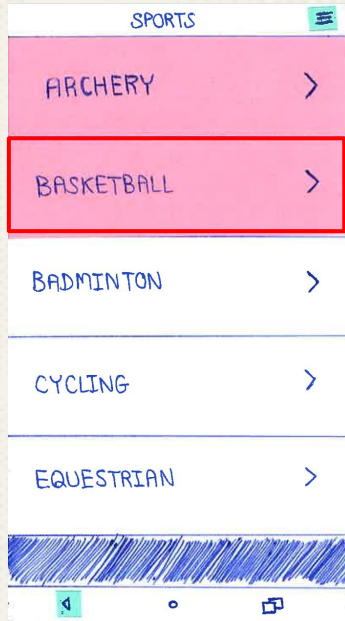 SPORTS
ARCHERY
BASKETBALL
BADMINTON
CYCLING
EQUESTRIAN